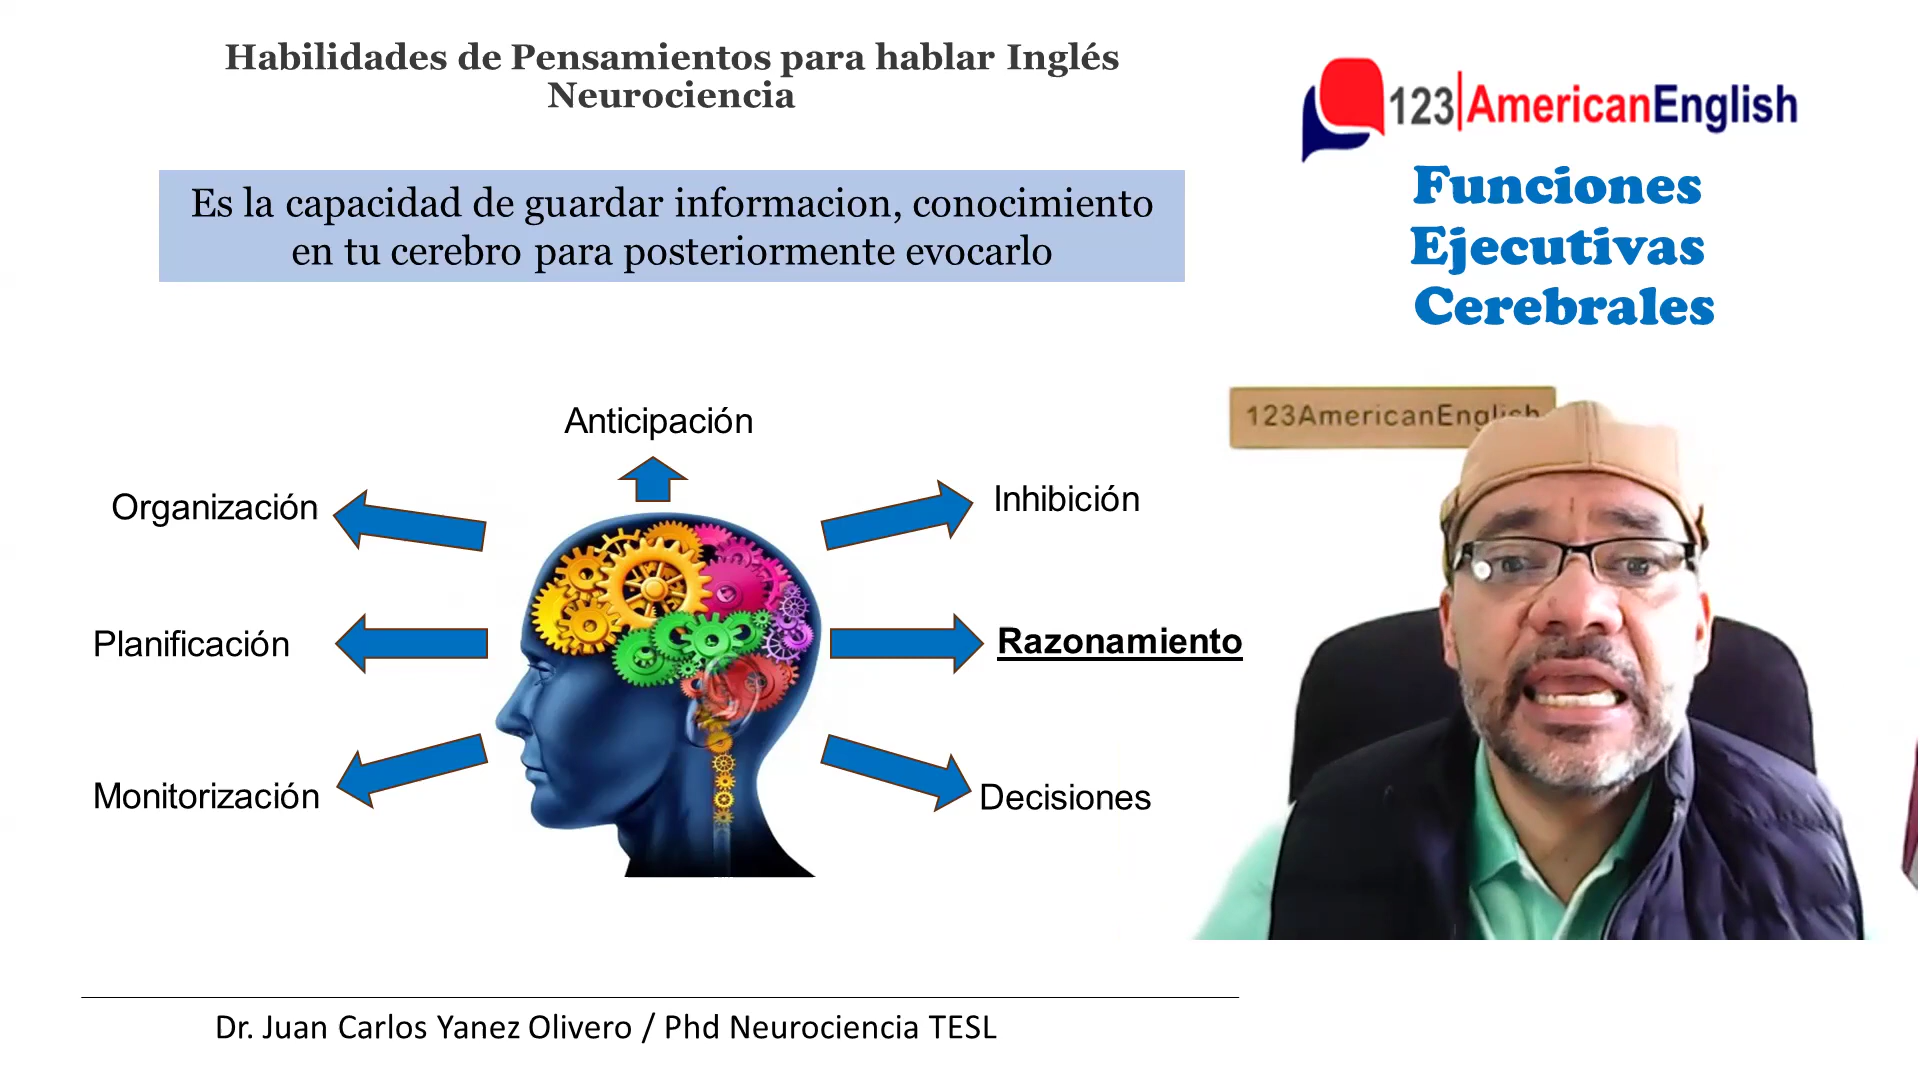 Habilidades de Pensamientos para hablar Inglés
Neurociencia
123|AmericanEnglish
Es la capacidad de guardar informacion, conocimiento
en tu cerebro para posteriormente evocarlo
Funciones
Ejecutivas
Cerebrales
Anticipación
Organización
Inhibición
Planificación
Razonamiento
Monitorización
Decisiones
123AmericanEnglish
Dr. Juan Carlos Yanez Olivero / Phd Neurociencia TESL